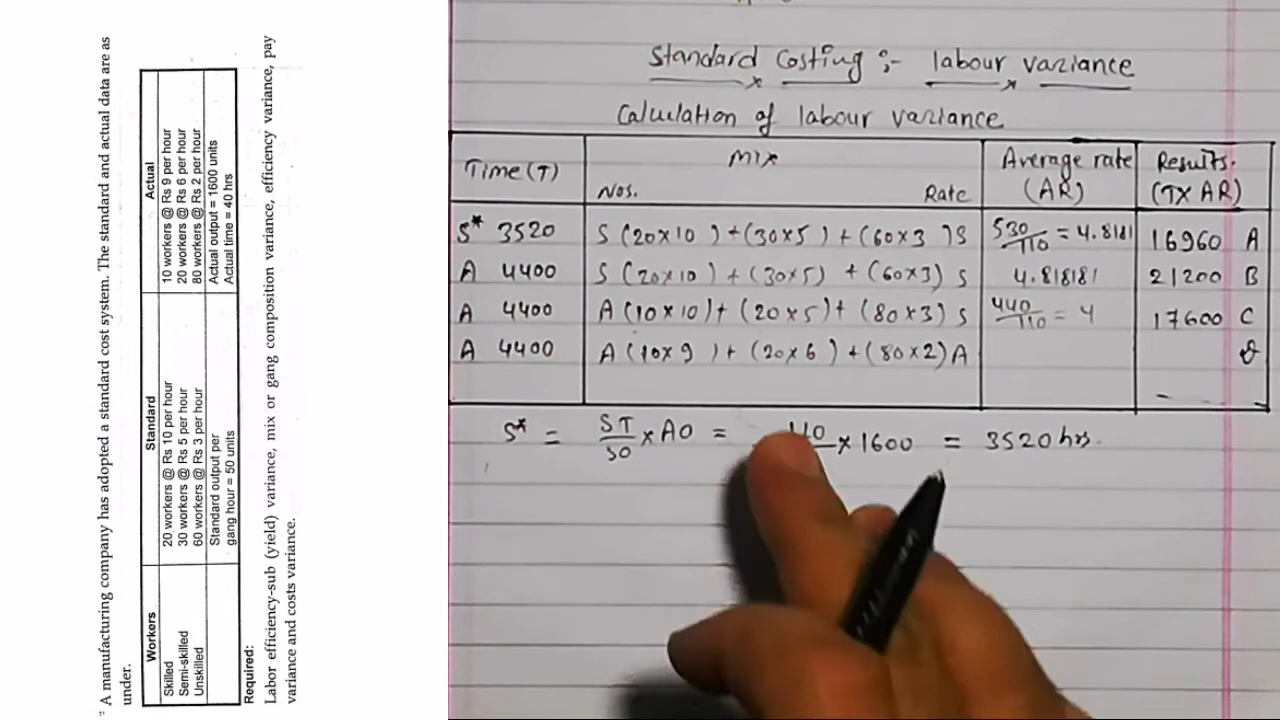 A manufacturing company has adopted a standard cost system. The standard and actual data are as
under.
Workers Standard Actual
Skilled 20 workers @ Rs 10 per hour 10 workers @ Rs 9 per hour
Semi-skilled 30 workers @ Rs 5 per hour 20 workers @ Rs 6 per hour
Unskilled 60 workers @ Rs 3 per hour 80 workers @ Rs 2 per hour
Standard output per Actual output = 1600 units
gang hour = 50 units Actual time = 40 hrs
Required:
Labor efficiency-sub (yield) variance, mix or gang composition variance, efficiency variance, pay
variance and costs variance.
Standard Costing :- labour variance
Calculation of labour variance
Time (T) Mix Average rate Results.
Nos. Rate (AR) (TX AR)
S* 3520 S (20x10) + (30x5) + (60x3) S 530/110 = 4.8181 16960 A
A 4400 S (20x10) + (30x5) + (60x3) S 4.818181 21200 B
A 4400 A (10x10) + (20x5) + (80x3) S 440/110 = 4 17600 C
A 4400 A (10x9) + (20x6) + (80x2) A
S* = ST/SO x AO = 110 x 1600 = 3520 hrs.